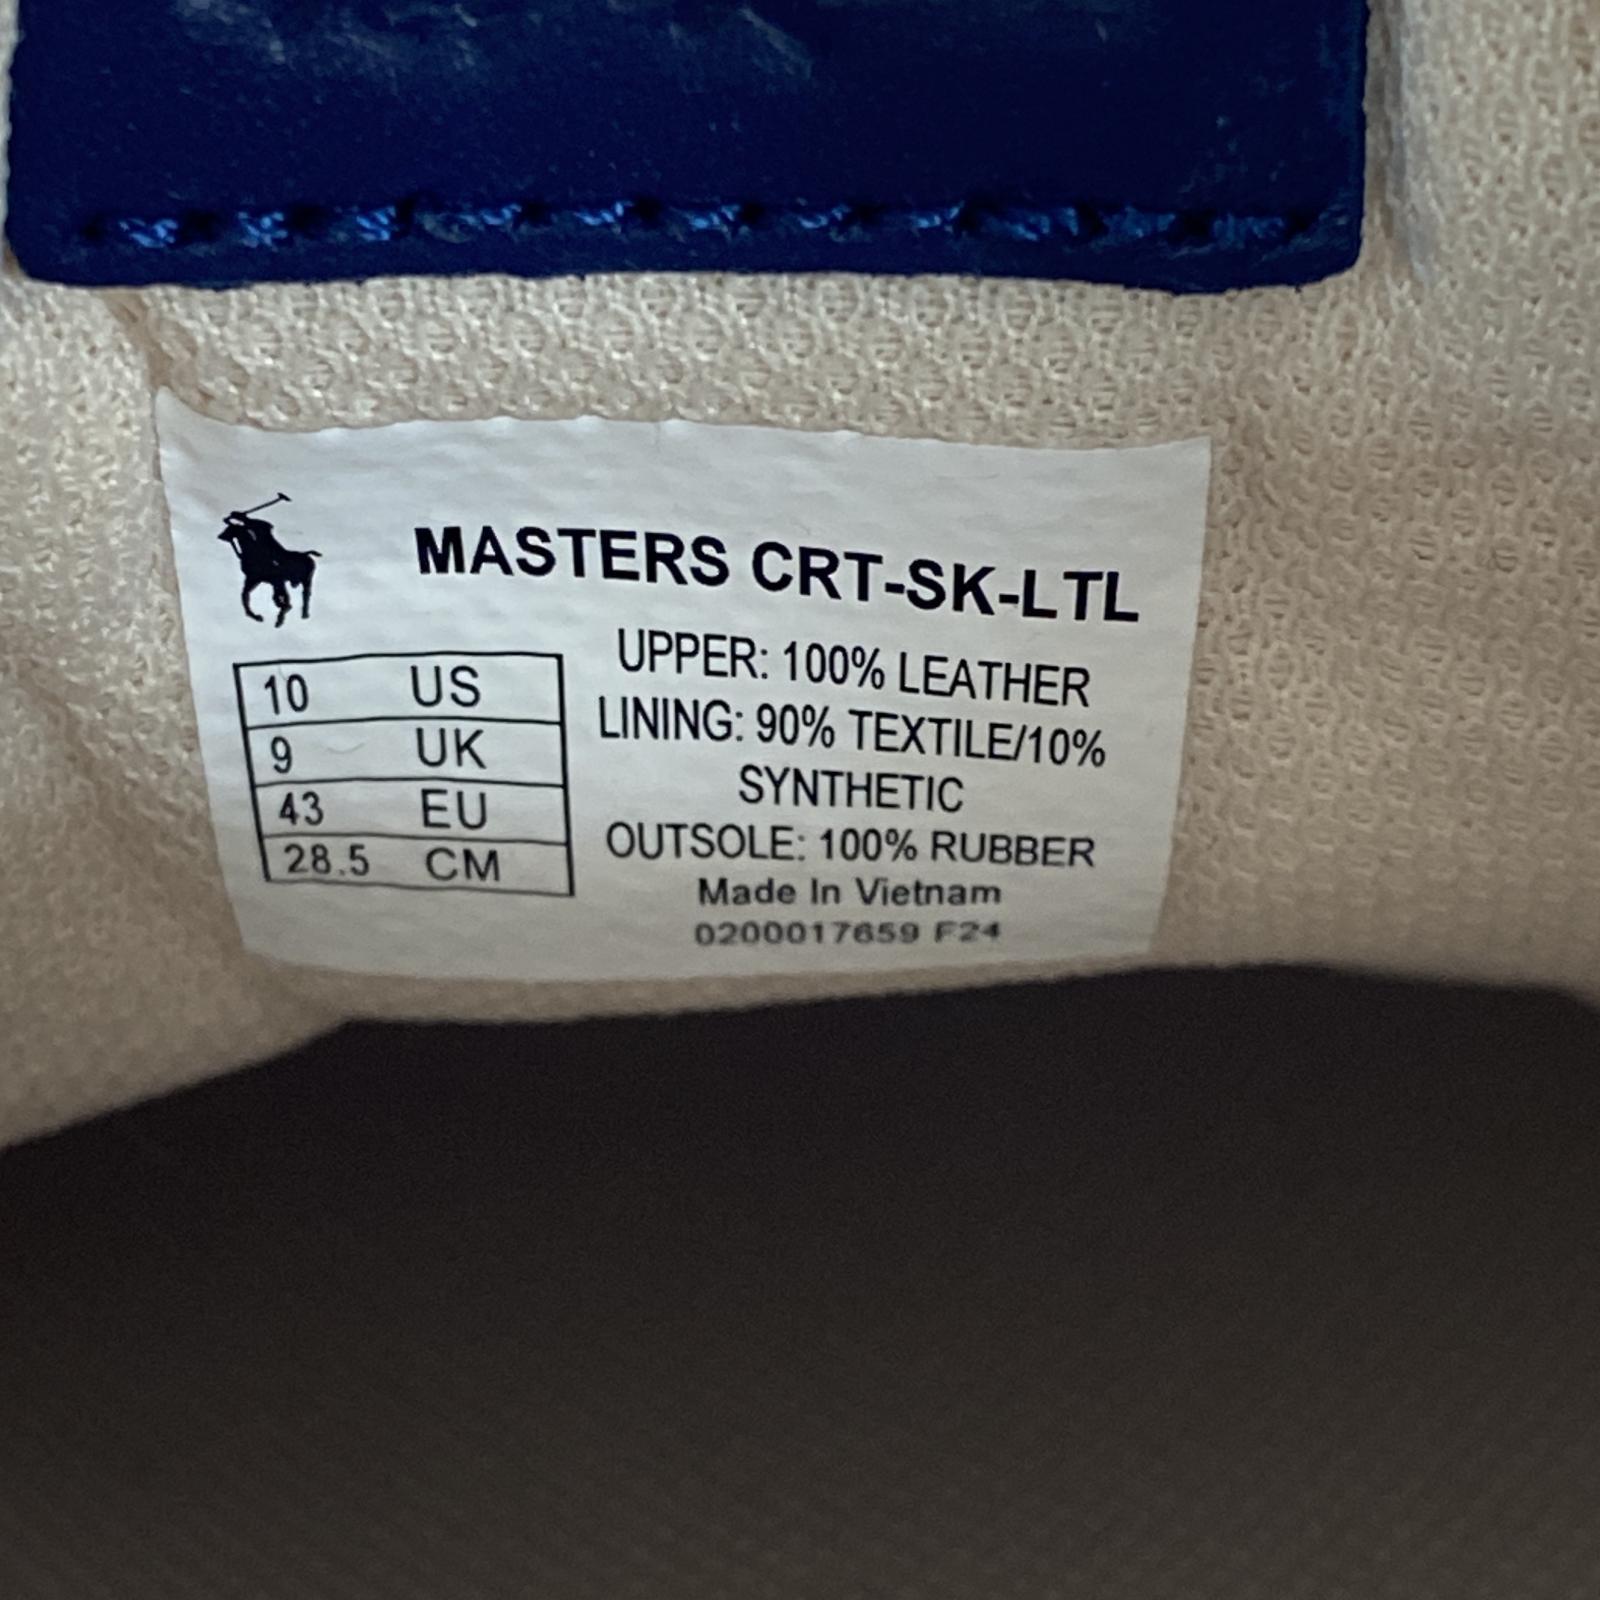 MASTERS CRT-SK-LTL
10 US
9 UK
43 EU
28.5 CM
UPPER: 100% LEATHER
LINING: 90% TEXTILE/10%
SYNTHETIC
OUTSOLE: 100% RUBBER
Made In Vietnam
0200017659 F24